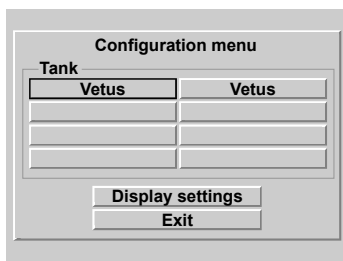 Configuration menu
Tank
Vetus Vetus
Display settings
Exit